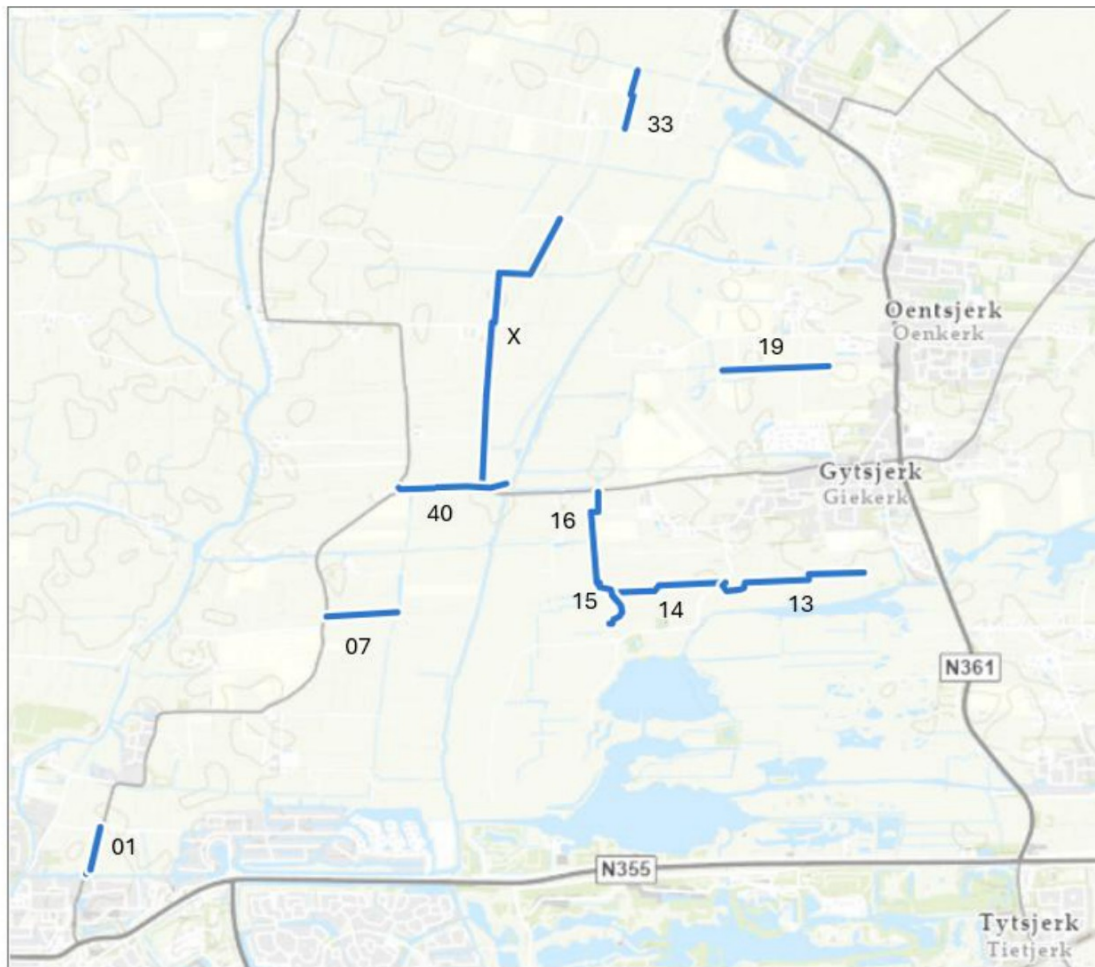 33
Oentsjerk
Oenkerk
X
19
Gytsjerk
Giekerk
40
16
15
14
13
07
N361
01
N355
Tytsjerk
Tietjerk